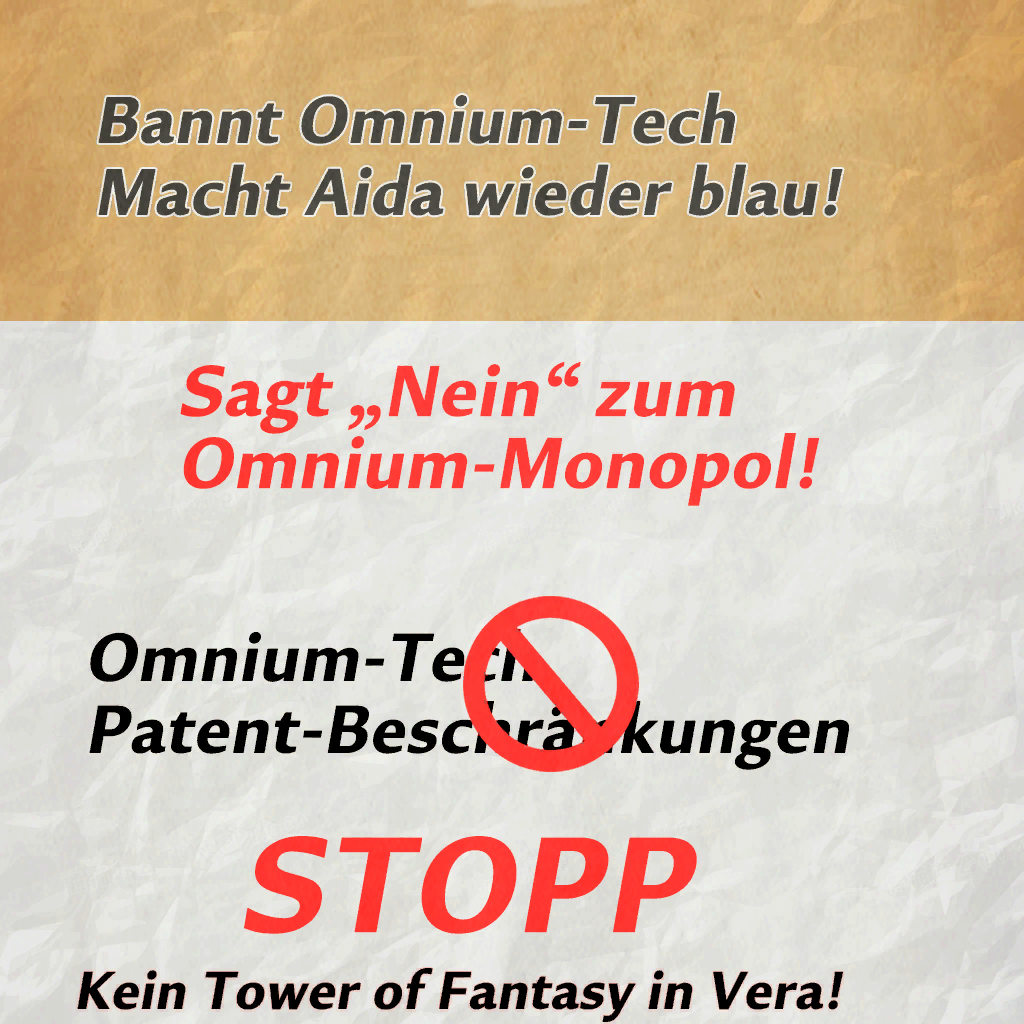 Bannt Omnium-Tech
Macht Aida wieder blau!
Sagt „Nein“ zum
Omnium-Monopol!
Omnium-Tech
Patent-Beschränkungen
STOPP
Kein Tower of Fantasy in Vera!